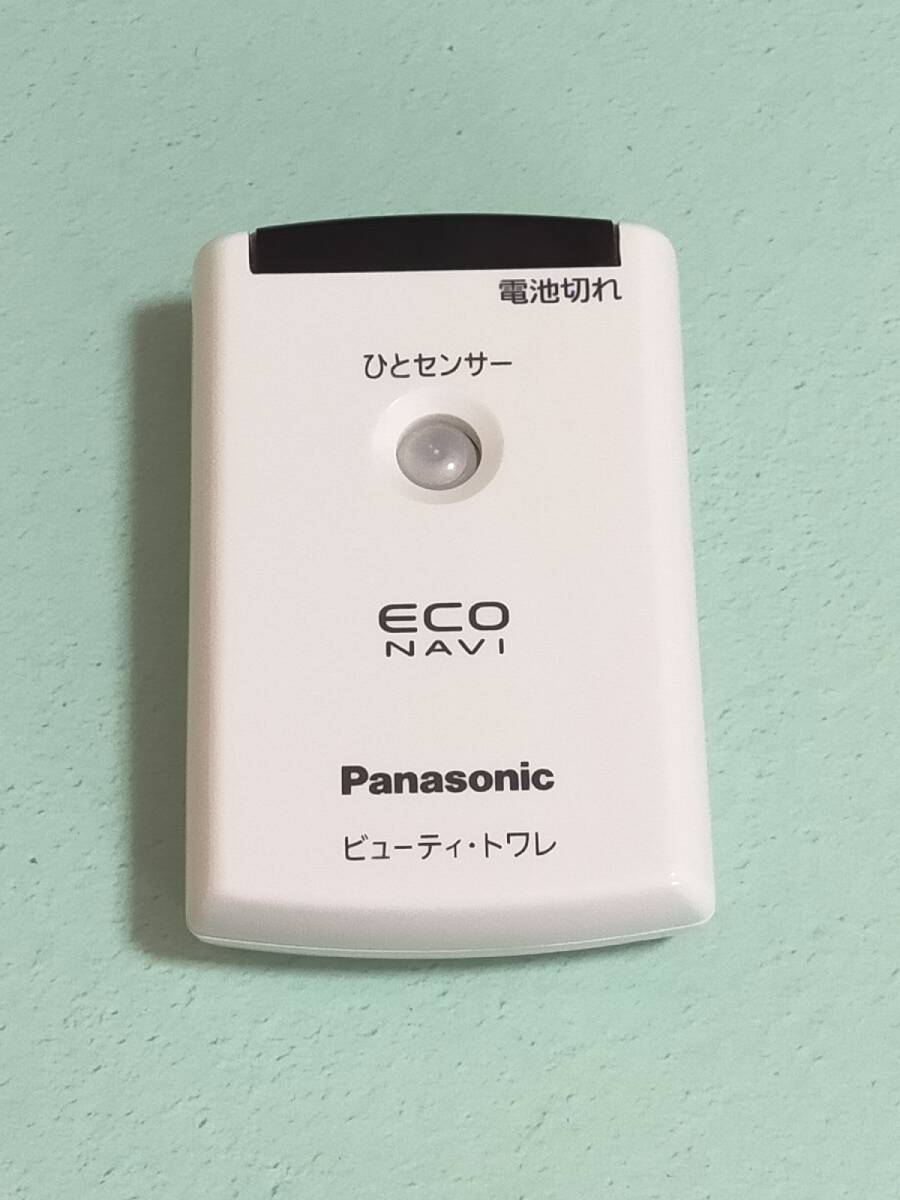 電池切れ
ひとセンサー
ECO
NAVI
Panasonic
ビューティ・トワレ